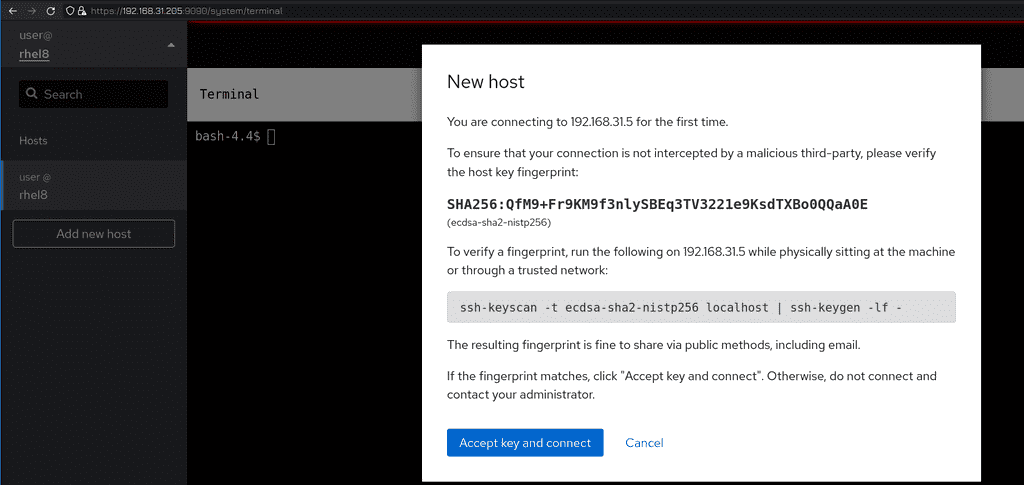 https://192.168.31.205:9090/system/terminal
user@
rhel8
Search
Hosts
user @
rhel8
Add new host
Terminal
bash-4.4$
New host
You are connecting to 192.168.31.5 for the first time.
To ensure that your connection is not intercepted by a malicious third-party, please verify
the host key fingerprint:
SHA256:QfM9+Fr9KM9f3nlySBEq3TV3221e9KsdTXBo0QQaA0E
(ecdsa-sha2-nistp256)
To verify a fingerprint, run the following on 192.168.31.5 while physically sitting at the machine
or through a trusted network:
ssh-keyscan -t ecdsa-sha2-nistp256 localhost | ssh-keygen -lf -
The resulting fingerprint is fine to share via public methods, including email.
If the fingerprint matches, click "Accept key and connect". Otherwise, do not connect and
contact your administrator.
Accept key and connect
Cancel